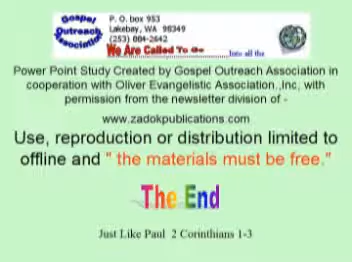 Gospel
Outreach
Association
P. O. box 953
Lakebay, WA 98349
(253) 884-2642
We Are Called To Go
Into all the
Power Point Study Created by Gospel Outreach Association in
cooperation with Oliver Evangelistic Association.,Inc, with
permission from the newsletter division of -
www.zadokpublications.com
Use, reproduction or distribution limited to
offline and " the materials must be free."
The End
Just Like Paul 2 Corinthians 1-3